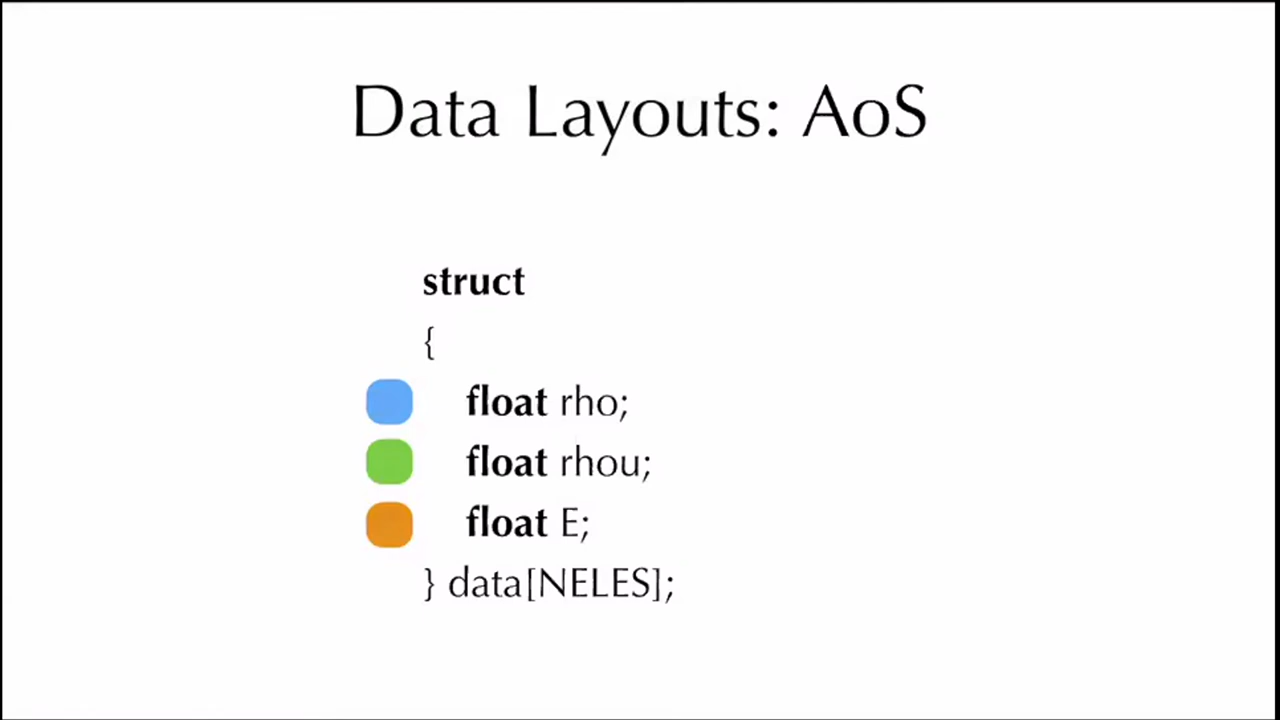 Data Layouts: AoS
struct
{
float rho;
float rhou;
float E;
} data[NELES];